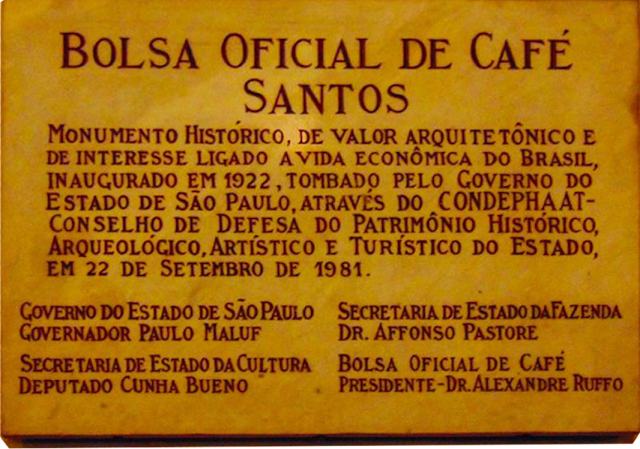 BOLSA OFICIAL DE CAFÉ
SANTOS
MONUMENTO HISTÓRICO, DE VALOR ARQUITETÔNICO E
DE INTERESSE LIGADO A VIDA ECONÔMICA DO BRASIL,
INAUGURADO EM 1922, TOMBADO PELO GOVERNO DO
ESTADO DE SÃO PAULO, ATRAVÉS DO CONDEPHAAT-
CONSELHO DE DEFESA DO PATRIMÔNIO HISTÓRICO,
ARQUEOLÓGICO, ARTÍSTICO E TURÍSTICO DO ESTADO,
EM 22 DE SETEMBRO DE 1981.
GOVERNO DO ESTADO DE SÃO PAULO
GOVERNADOR PAULO MALUF
SECRETARIA DE ESTADO DA FAZENDA
DR. AFFONSO PASTORE
SECRETARIA DE ESTADO DA CULTURA
DEPUTADO CUNHA BUENO
BOLSA OFICIAL DE CAFÉ
PRESIDENTE-DR. ALEXANDRE RUFFO